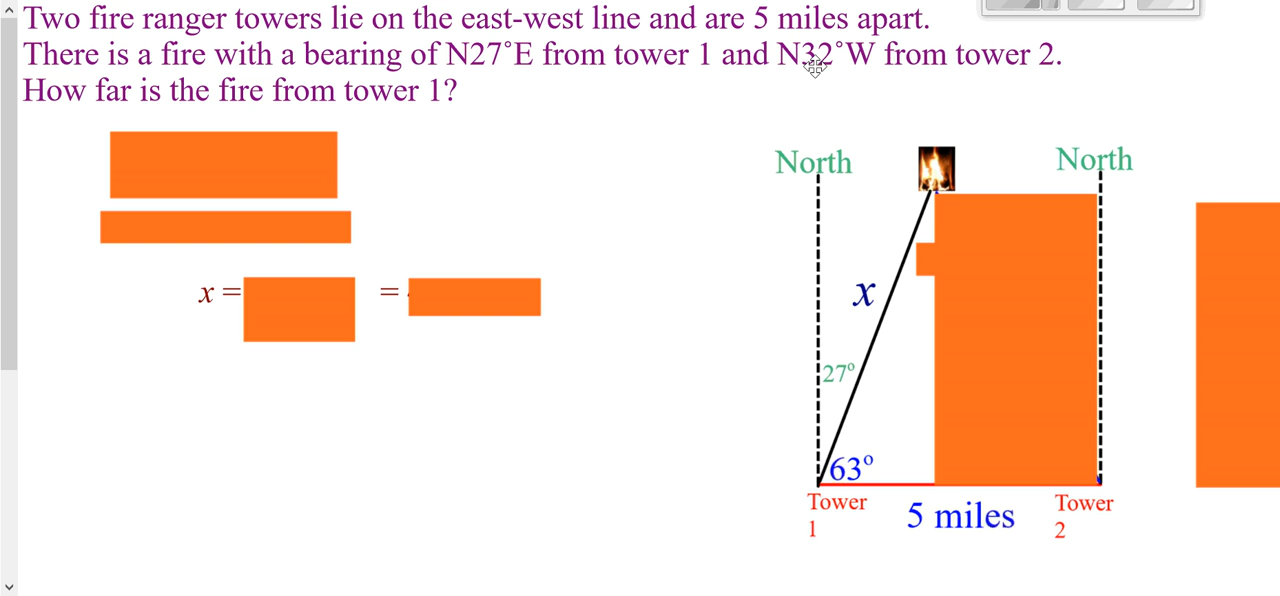 Two fire ranger towers lie on the east-west line and are 5 miles apart.
There is a fire with a bearing of N27°E from tower 1 and N32°W from tower 2.
How far is the fire from tower 1?
North
North
x = =
x
27°
63°
Tower
1
5 miles
Tower
2